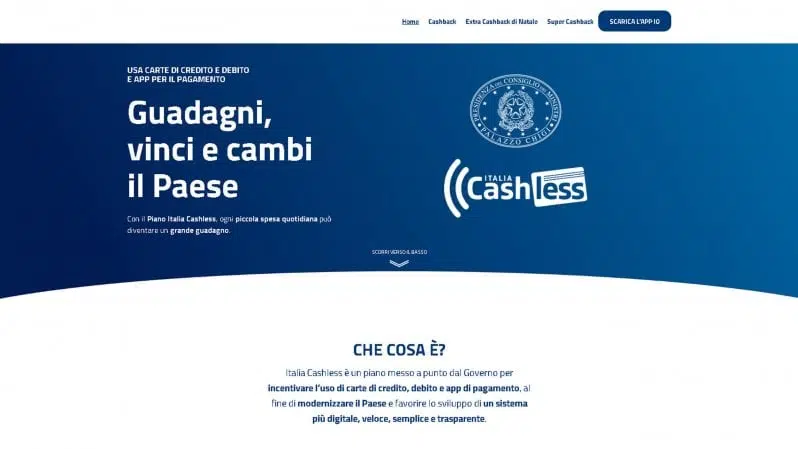 Home Cashback Extra Cashback di Natale Super Cashback SCARICA L'APP IO
USA CARTE DI CREDITO E DEBITO
E APP PER IL PAGAMENTO
Guadagni,
vinci e cambi
il Paese
Con il Piano Italia Cashless, ogni piccola spesa quotidiana può
diventare un grande guadagno.
PRESIDENZA DEL CONSIGLIO DEI MINISTRI
PALAZZO CHIGI
ITALIA
Cashless
SCORRI VERSO IL BASSO
CHE COSA È?
Italia Cashless è un piano messo a punto dal Governo per
incentivare l'uso di carte di credito, debito e app di pagamento, al
fine di modernizzare il Paese e favorire lo sviluppo di un sistema
più digitale, veloce, semplice e trasparente.